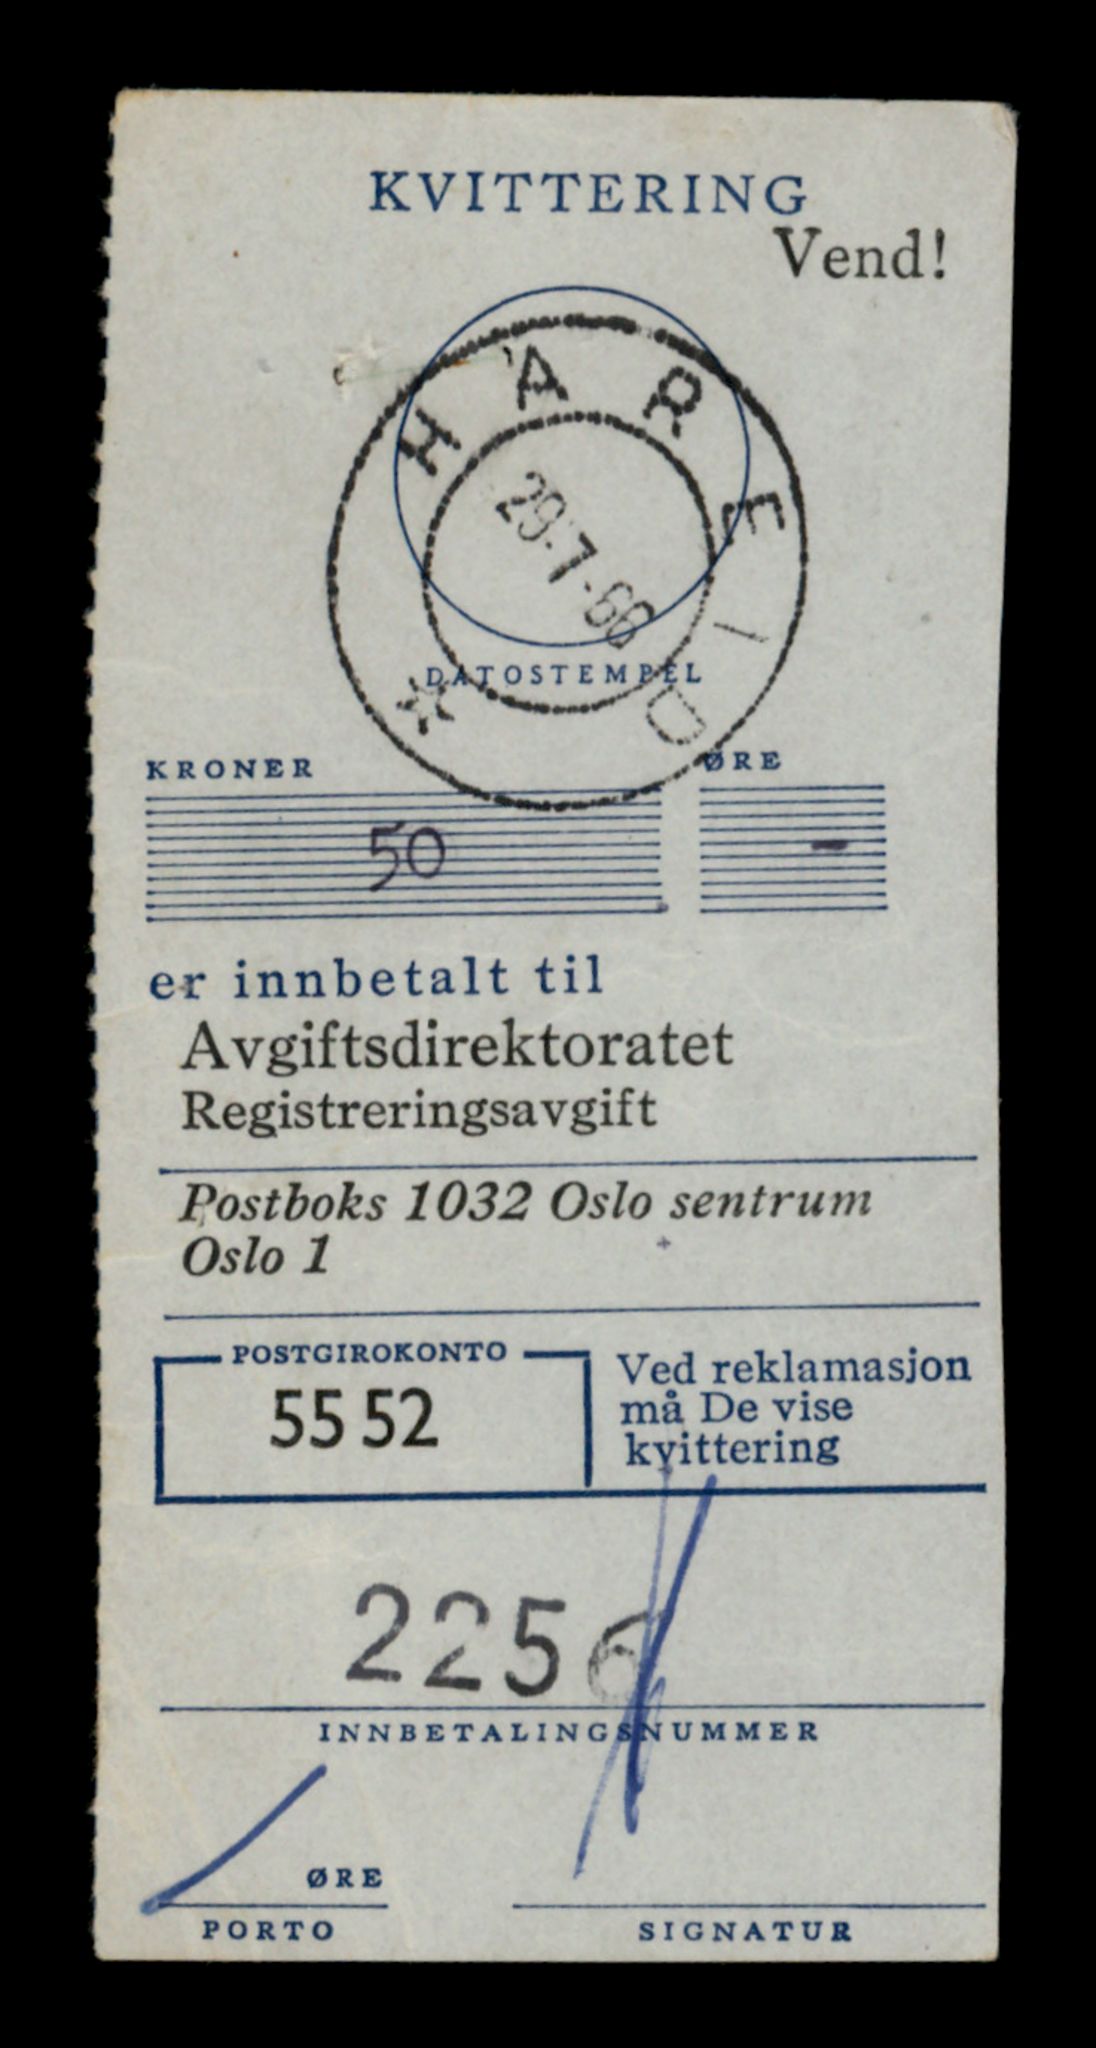 KVITTERING
Vend!
HAREID
29.7.66
DATOSTEMPEL
KRONER ØRE
50 -
er innbetalt til
Avgiftsdirektoratet
Registreringsavgift
Postboks 1032 Oslo sentrum
Oslo 1
POSTGIROKONTO
55 52
Ved reklamasjon
må De vise
kvittering
2256
INNBETALINGSNUMMER
ØRE
PORTO
SIGNATUR